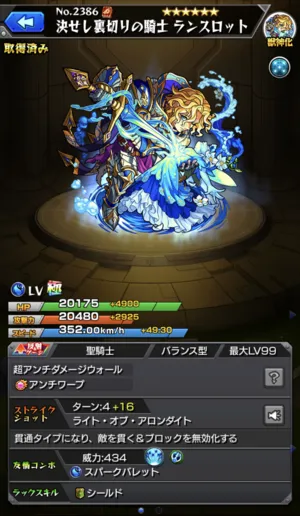 No.2386
決せし裏切りの騎士 ランスロット
取得済み
獣神化
LV 極
HP 20175 +4900
攻撃力 20480 +2925
スピード 352.00km/h +49.30
聖騎士 バランス型 最大LV99
超アンチダメージウォール
アンチワープ
?
ストライクショット ターン:4 +16
ライト・オブ・アロンダイト
貫通タイプになり、敵を貫く&ブロックを無効化する
友情コンボ 威力:434
スパークバレット
ラックスキル シールド